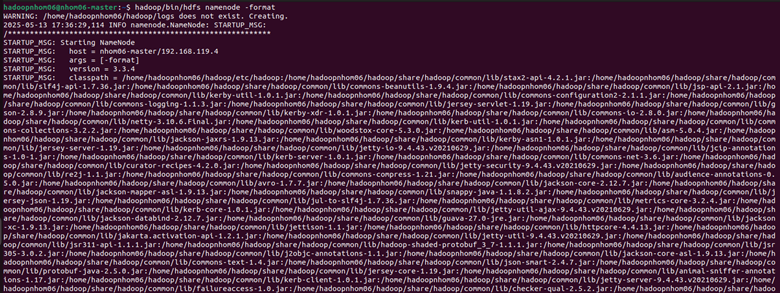 hadoopnhom06@nhom06-master:~$ hadoop/bin/hdfs namenode -format
WARNING: /home/hadoopnhom06/hadoop/logs does not exist. Creating.
2025-05-13 17:36:29,114 INFO namenode.NameNode: STARTUP_MSG:
/************************************************************
STARTUP_MSG: Starting NameNode
STARTUP_MSG:   host = nhom06-master/192.168.119.4
STARTUP_MSG:   args = [-format]
STARTUP_MSG:   version = 3.3.4
STARTUP_MSG:   classpath = /home/hadoopnhom06/hadoop/etc/hadoop:/home/hadoopnhom06/hadoop/share/hadoop/common/lib/stax2-api-4.2.1.jar:/home/hadoopnhom06/hadoop/share/hadoop/com
mon/lib/slf4j-api-1.7.36.jar:/home/hadoopnhom06/hadoop/share/hadoop/common/lib/commons-beanutils-1.9.4.jar:/home/hadoopnhom06/hadoop/share/hadoop/common/lib/jsp-api-2.1.jar:/ho
me/hadoopnhom06/hadoop/share/hadoop/common/lib/kerby-util-1.0.1.jar:/home/hadoopnhom06/hadoop/share/hadoop/common/lib/commons-configuration2-2.1.1.jar:/home/hadoopnhom06/hadoop
/share/hadoop/common/lib/commons-logging-1.1.3.jar:/home/hadoopnhom06/hadoop/share/hadoop/common/lib/jersey-servlet-1.19.jar:/home/hadoopnhom06/hadoop/share/hadoop/common/lib/g
son-2.8.9.jar:/home/hadoopnhom06/hadoop/share/hadoop/common/lib/kerby-xdr-1.0.1.jar:/home/hadoopnhom06/hadoop/share/hadoop/common/lib/commons-io-2.8.0.jar:/home/hadoopnhom06/ha
doop/share/hadoop/common/lib/netty-3.10.6.Final.jar:/home/hadoopnhom06/hadoop/share/hadoop/common/lib/kerb-util-1.0.1.jar:/home/hadoopnhom06/hadoop/share/hadoop/common/lib/comm
ons-collections-3.2.2.jar:/home/hadoopnhom06/hadoop/share/hadoop/common/lib/woodstox-core-5.3.0.jar:/home/hadoopnhom06/hadoop/share/hadoop/common/lib/asm-5.0.4.jar:/home/hadoop
nhom06/hadoop/share/hadoop/common/lib/jackson-jaxrs-1.9.13.jar:/home/hadoopnhom06/hadoop/share/hadoop/common/lib/kerby-asn1-1.0.1.jar:/home/hadoopnhom06/hadoop/share/hadoop/com
mon/lib/jersey-server-1.19.jar:/home/hadoopnhom06/hadoop/share/hadoop/common/lib/jetty-io-9.4.43.v20210629.jar:/home/hadoopnhom06/hadoop/share/hadoop/common/lib/jcip-annotation
s-1.0-1.jar:/home/hadoopnhom06/hadoop/share/hadoop/common/lib/kerb-server-1.0.1.jar:/home/hadoopnhom06/hadoop/share/hadoop/common/lib/commons-net-3.6.jar:/home/hadoopnhom06/had
oop/share/hadoop/common/lib/curator-recipes-4.2.0.jar:/home/hadoopnhom06/hadoop/share/hadoop/common/lib/jetty-security-9.4.43.v20210629.jar:/home/hadoopnhom06/hadoop/share/hado
op/common/lib/re2j-1.1.jar:/home/hadoopnhom06/hadoop/share/hadoop/common/lib/commons-compress-1.21.jar:/home/hadoopnhom06/hadoop/share/hadoop/common/lib/audience-annotations-0.
5.0.jar:/home/hadoopnhom06/hadoop/share/hadoop/common/lib/avro-1.7.7.jar:/home/hadoopnhom06/hadoop/share/hadoop/common/lib/jackson-core-2.12.7.jar:/home/hadoopnhom06/hadoop/sha
re/hadoop/common/lib/jackson-mapper-asl-1.9.13.jar:/home/hadoopnhom06/hadoop/share/hadoop/common/lib/snappy-java-1.1.8.2.jar:/home/hadoopnhom06/hadoop/share/hadoop/common/lib/j
ersey-json-1.19.jar:/home/hadoopnhom06/hadoop/share/hadoop/common/lib/jul-to-slf4j-1.7.36.jar:/home/hadoopnhom06/hadoop/share/hadoop/common/lib/metrics-core-3.2.4.jar:/home/had
oopnhom06/hadoop/share/hadoop/common/lib/kerb-core-1.0.1.jar:/home/hadoopnhom06/hadoop/share/hadoop/common/lib/jetty-util-ajax-9.4.43.v20210629.jar:/home/hadoopnhom06/hadoop/sh
are/hadoop/common/lib/jackson-databind-2.12.7.jar:/home/hadoopnhom06/hadoop/share/hadoop/common/lib/guava-27.0-jre.jar:/home/hadoopnhom06/hadoop/share/hadoop/common/lib/jackson
-xc-1.9.13.jar:/home/hadoopnhom06/hadoop/share/hadoop/common/lib/jettison-1.1.jar:/home/hadoopnhom06/hadoop/share/hadoop/common/lib/httpcore-4.4.13.jar:/home/hadoopnhom06/hadoo
p/share/hadoop/common/lib/jakarta.activation-api-1.2.1.jar:/home/hadoopnhom06/hadoop/share/hadoop/common/lib/jetty-util-9.4.43.v20210629.jar:/home/hadoopnhom06/hadoop/share/had
oop/common/lib/jsr311-api-1.1.1.jar:/home/hadoopnhom06/hadoop/share/hadoop/common/lib/hadoop-shaded-protobuf_3_7-1.1.1.jar:/home/hadoopnhom06/hadoop/share/hadoop/common/lib/jsr
305-3.0.2.jar:/home/hadoopnhom06/hadoop/share/hadoop/common/lib/j2objc-annotations-1.1.jar:/home/hadoopnhom06/hadoop/share/hadoop/common/lib/jackson-core-asl-1.9.13.jar:/home/h
adoopnhom06/hadoop/share/hadoop/common/lib/commons-text-1.4.jar:/home/hadoopnhom06/hadoop/share/hadoop/common/lib/json-smart-2.4.7.jar:/home/hadoopnhom06/hadoop/share/hadoop/co
mmon/lib/protobuf-java-2.5.0.jar:/home/hadoopnhom06/hadoop/share/hadoop/common/lib/jersey-core-1.19.jar:/home/hadoopnhom06/hadoop/share/hadoop/common/lib/animal-sniffer-annotat
ions-1.17.jar:/home/hadoopnhom06/hadoop/share/hadoop/common/lib/kerb-client-1.0.1.jar:/home/hadoopnhom06/hadoop/share/hadoop/common/lib/jetty-server-9.4.43.v20210629.jar:/home/
hadoopnhom06/hadoop/share/hadoop/common/lib/failureaccess-1.0.jar:/home/hadoopnhom06/hadoop/share/hadoop/common/lib/checker-qual-2.5.2.jar:/home/hadoopnhom06/hadoop/share/hadoo